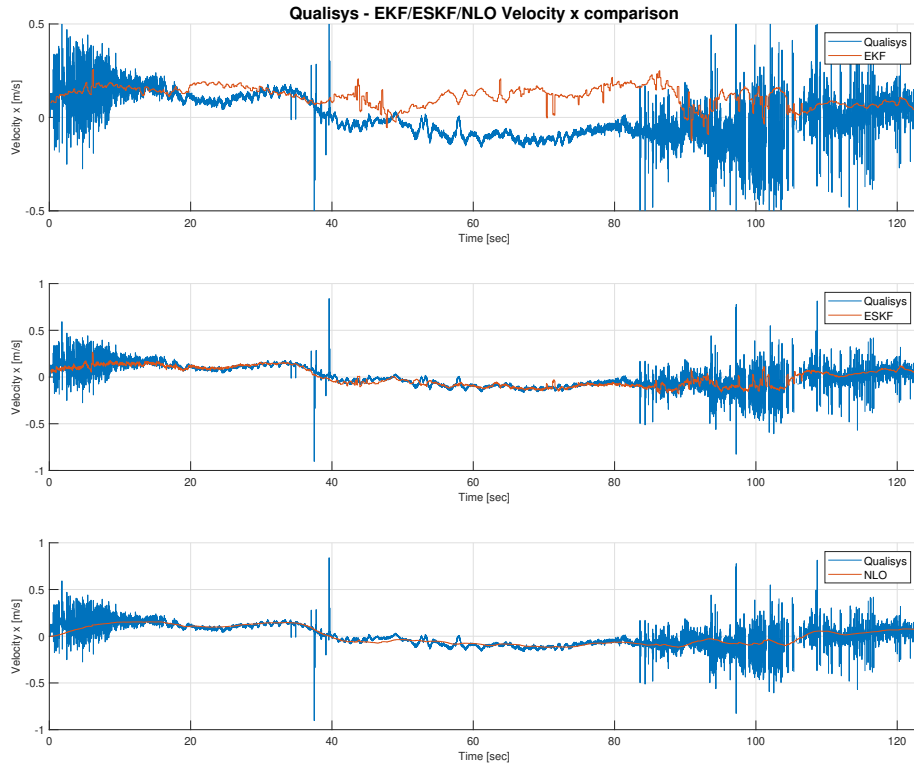 Qualisys - EKF/ESKF/NLO Velocity x comparison
0.5
0
-0.5
Velocity x [m/s]
Qualisys
EKF
0 20 40 60 80 100 120
Time [sec]
1
0.5
0
-0.5
-1
Velocity x [m/s]
Qualisys
ESKF
0 20 40 60 80 100 120
Time [sec]
1
0.5
0
-0.5
-1
Velocity x [m/s]
Qualisys
NLO
0 20 40 60 80 100 120
Time [sec]